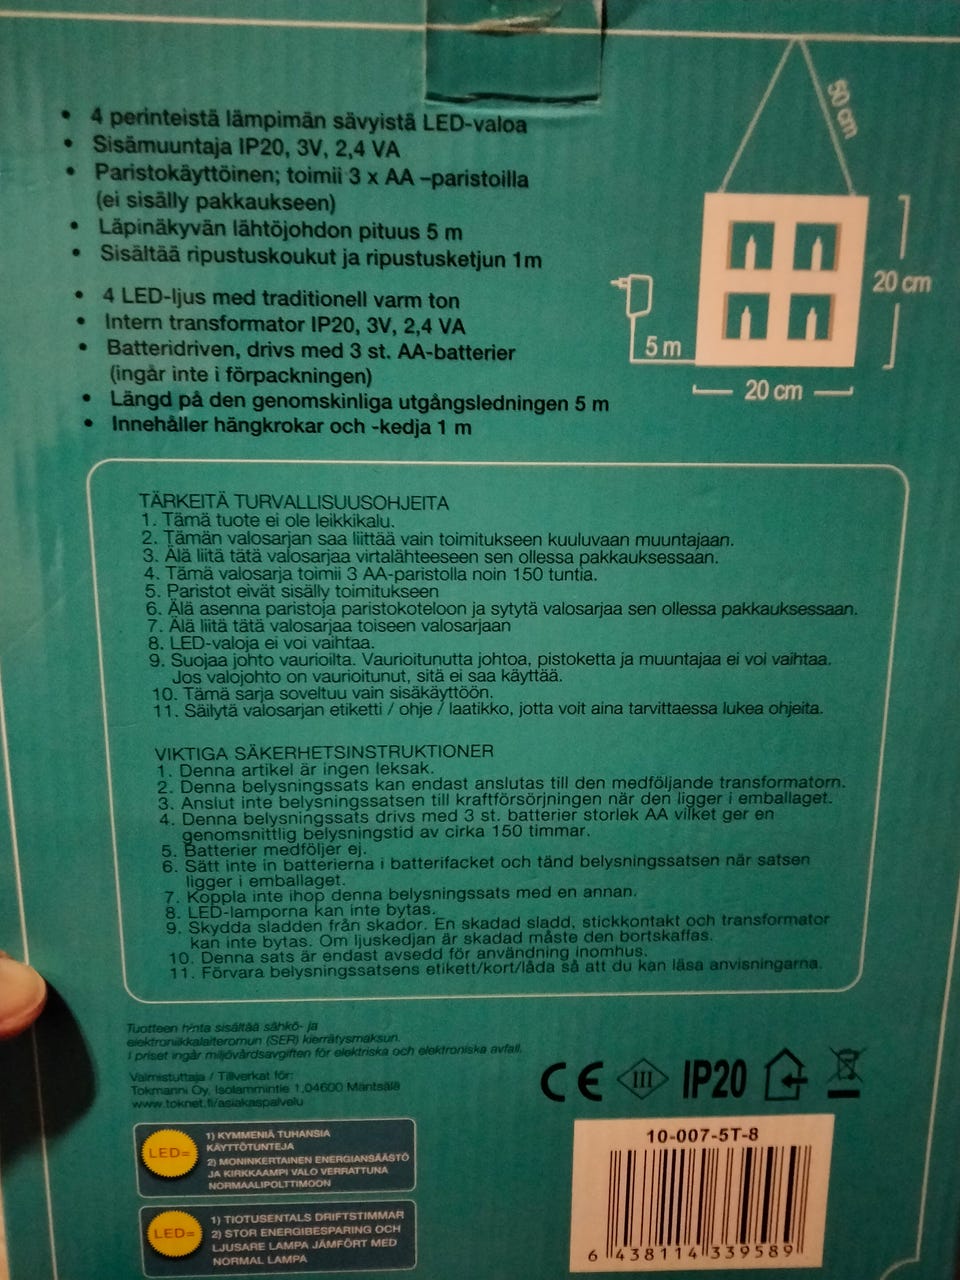 • 4 perinteistä lämpimän sävyistä LED-valoa
• Sisämuuntaja IP20, 3V, 2,4 VA
• Paristokäyttöinen; toimii 3 x AA –paristoilla
(ei sisälly pakkaukseen)
• Läpinäkyvän lähtöjohdon pituus 5 m
• Sisältää ripustuskoukut ja ripustusketjun 1m
• 4 LED-ljus med traditionell varm ton
• Intern transformator IP20, 3V, 2,4 VA
• Batteridriven, drivs med 3 st. AA-batterier
(ingår inte i förpackningen)
• Längd på den genomskinliga utgångsledningen 5 m
• Innehåller hängkrokar och -kedja 1 m
50 cm
20 cm
5 m
20 cm
TÄRKEITÄ TURVALLISUUSOHJEITA
1. Tämä tuote ei ole leikkikalu.
2. Tämän valosarjan saa liittää vain toimitukseen kuuluvaan muuntajaan.
3. Älä liitä tätä valosarjaa virtalähteeseen sen ollessa pakkauksessaan.
4. Tämä valosarja toimii 3 AA-paristolla noin 150 tuntia.
5. Paristot eivät sisälly toimitukseen
6. Älä asenna paristoja paristokoteloon ja sytytä valosarjaa sen ollessa pakkauksessaan.
7. Älä liitä tätä valosarjaa toiseen valosarjaan
8. LED-valoja ei voi vaihtaa.
9. Suojaa johto vaurioilta. Vaurioitunutta johtoa, pistoketta ja muuntajaa ei voi vaihtaa.
Jos valojohto on vaurioitunut, sitä ei saa käyttää.
10. Tämä sarja soveltuu vain sisäkäyttöön.
11. Säilytä valosarjan etiketti / ohje / laatikko, jotta voit aina tarvittaessa lukea ohjeita.
VIKTIGA SÄKERHETSINSTRUKTIONER
1. Denna artikel är ingen leksak.
2. Denna belysningssats kan endast anslutas till den medföljande transformatorn.
3. Anslut inte belysningssatsen till kraftförsörjningen när den ligger i emballaget.
4. Denna belysningssats drivs med 3 st. batterier storlek AA vilket ger en
genomsnittlig belysningstid av cirka 150 timmar.
5. Batterier medföljer ej.
6. Sätt inte in batterierna i batterifacket och tänd belysningssatsen när satsen
ligger i emballaget.
7. Koppla inte ihop denna belysningssats med en annan.
8. LED-lamporna kan inte bytas.
9. Skydda sladden från skador. En skadad sladd, stickkontakt och transformator
kan inte bytas. Om ljuskedjan är skadad måste den bortskaffas.
10. Denna sats är endast avsedd för användning inomhus.
11. Förvara belysningssatsens etikett/kort/låda så att du kan läsa anvisningarna.
Tuotteen hinta sisältää sähkö- ja
elektroniikkalaiteromun (SER) kierrätysmaksun.
I priset ingår miljövårdsavgiften för elektriska och elektroniska avfall.
Valmistuttaja / Tillverkat för:
Tokmanni Oy, Isolammintie 1, 04600 Mäntsälä
www.toknet.fi/asiakaspalvelu
CE III IP20
LED=
1) KYMMENIÄ TUHANSIA
KÄYTTÖTUNTEJA
2) MONINKERTAINEN ENERGIANSÄÄSTÖ
JA KIRKKAAMPI VALO VERRATTUNA
NORMAALIPOLTTIMOON
LED=
1) TIOTUSENTALS DRIFTSTIMMAR
2) STOR ENERGIBESPARING OCH
LJUSARE LAMPA JÄMFÖRT MED
NORMAL LAMPA
10-007-5T-8
6 438114 339589